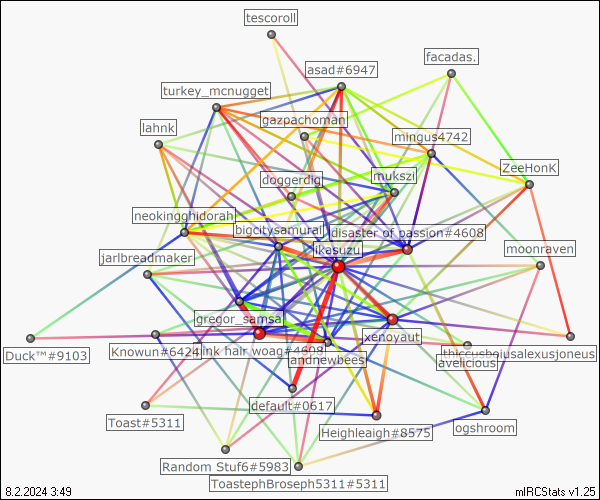 tescoroll
facadas.
asad#6947
turkey_mcnugget
gazpachoman
lahnk
mingus4742
ZeeHonK
doggerdig
mukszi
neokingghidorah
bigcitysamurai
disaster of passion#4608
ikasuzu
moonraven
jarlbreadmaker
gregor_samsa
xenoyaut
Duck™#9103
Knowun#6424
pink hair woag#4608
andnewbees
thiccusboiusalexusjoneus
avelicious
default#0617
Toast#5311
Heighleaigh#8575
ogshroom
Random Stuf6#5983
ToastephBroseph5311#5311
8.2.2024 3:49
mIRCStats v1.25